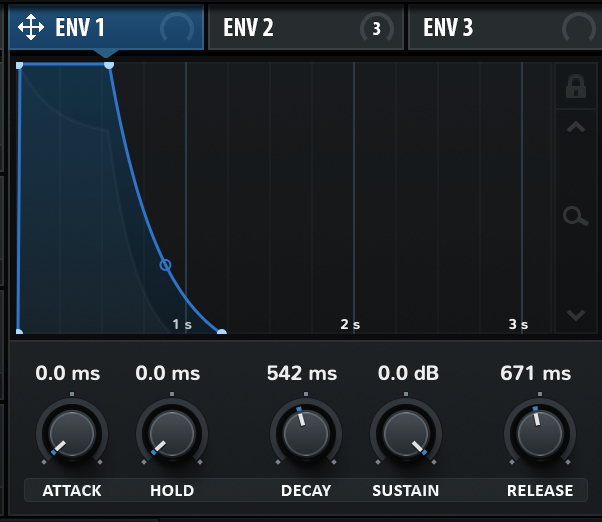 ENV 1 ENV 2 3 ENV 3
1 s 2 s 3 s
0.0 ms 0.0 ms 542 ms 0.0 dB 671 ms
ATTACK HOLD DECAY SUSTAIN RELEASE